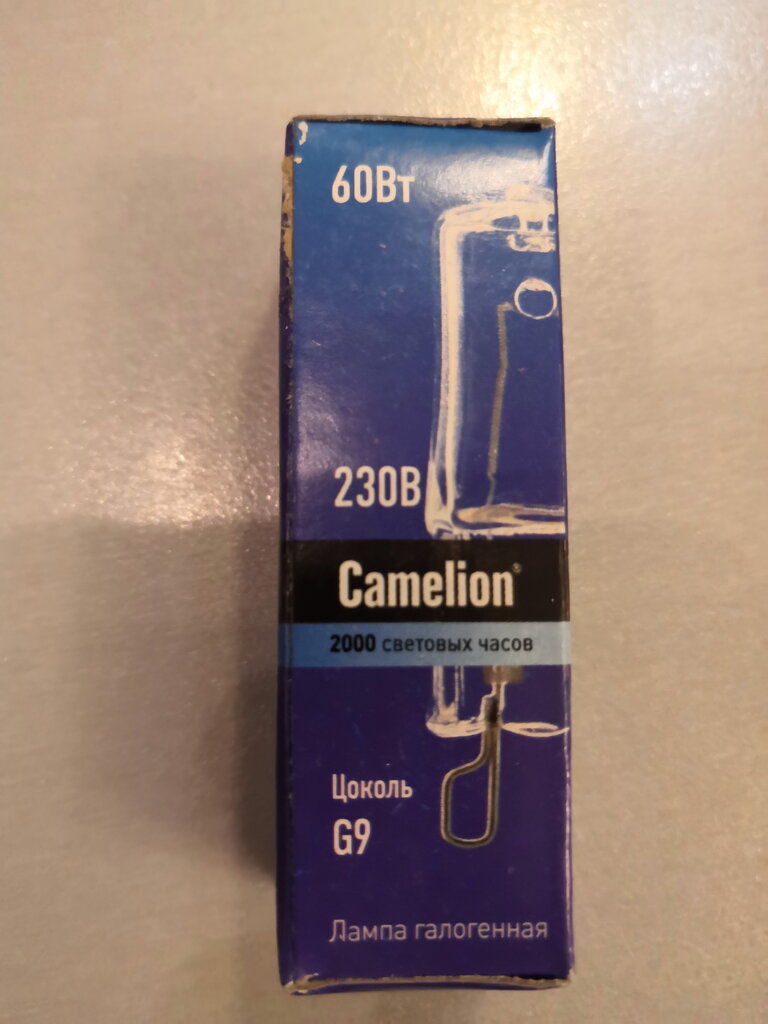 60Вт
230В
Camelion®
2000 световых часов
Цоколь
G9
Лампа галогенная